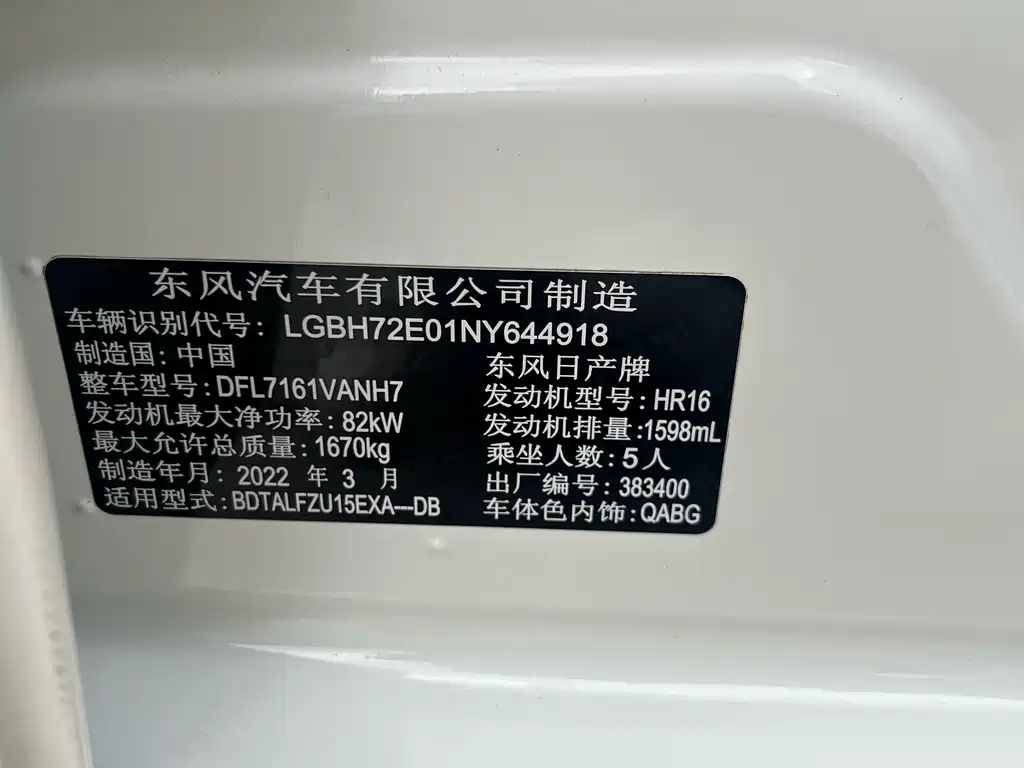 东风汽车有限公司制造
车辆识别代号: LGBH72E01NY644918
制造国: 中国
东风日产牌
整车型号: DFL7161VANH7
发动机型号: HR16
发动机最大净功率: 82kW
发动机排量: 1598mL
最大允许总质量: 1670kg
乘坐人数: 5人
制造年月: 2022 年 3 月
出厂编号: 383400
适用型式: BDTALFZU15EXA---DB
车体色内饰: QABG